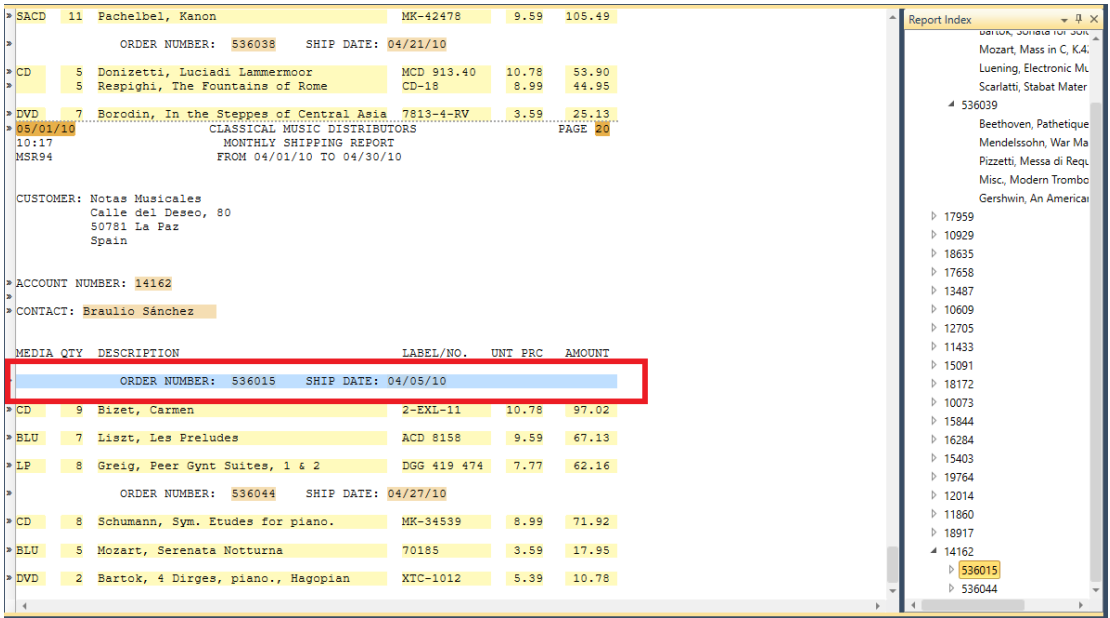 SACD 11 Pachelbel, Kanon MK-42478 9.59 105.49
ORDER NUMBER: 536038 SHIP DATE: 04/21/10
CD 5 Donizetti, Luciadi Lammermoor MCD 913.40 10.78 53.90
5 Respighi, The Fountains of Rome CD-18 8.99 44.95
DVD 7 Borodin, In the Steppes of Central Asia 7813-4-RV 3.59 25.13
05/01/10 CLASSICAL MUSIC DISTRIBUTORS PAGE 20
10:17 MONTHLY SHIPPING REPORT
MSR94 FROM 04/01/10 TO 04/30/10
CUSTOMER: Notas Musicales
Calle del Deseo, 80
50781 La Paz
Spain
ACCOUNT NUMBER: 14162
CONTACT: Braulio Sánchez
MEDIA QTY DESCRIPTION LABEL/NO. UNT PRC AMOUNT
ORDER NUMBER: 536015 SHIP DATE: 04/05/10
CD 9 Bizet, Carmen 2-EXL-11 10.78 97.02
BLU 7 Liszt, Les Preludes ACD 8158 9.59 67.13
LP 8 Greig, Peer Gynt Suites, 1 & 2 DGG 419 474 7.77 62.16
ORDER NUMBER: 536044 SHIP DATE: 04/27/10
CD 8 Schumann, Sym. Etudes for piano. MK-34539 8.99 71.92
BLU 5 Mozart, Serenata Notturna 70185 3.59 17.95
DVD 2 Bartok, 4 Dirges, piano., Hagopian XTC-1012 5.39 10.78
Report Index
Bartok, Sonata for Solo
Mozart, Mass in C, K.42
Luening, Electronic Mu
Scarlatti, Stabat Mater
536039
Beethoven, Pathetique
Mendelssohn, War Ma
Pizzetti, Messa di Requ
Misc., Modern Trombo
Gershwin, An American
17959
10929
18635
17658
13487
10609
12705
11433
15091
18172
10073
15844
16284
15403
19764
12014
11860
18917
14162
536015
536044